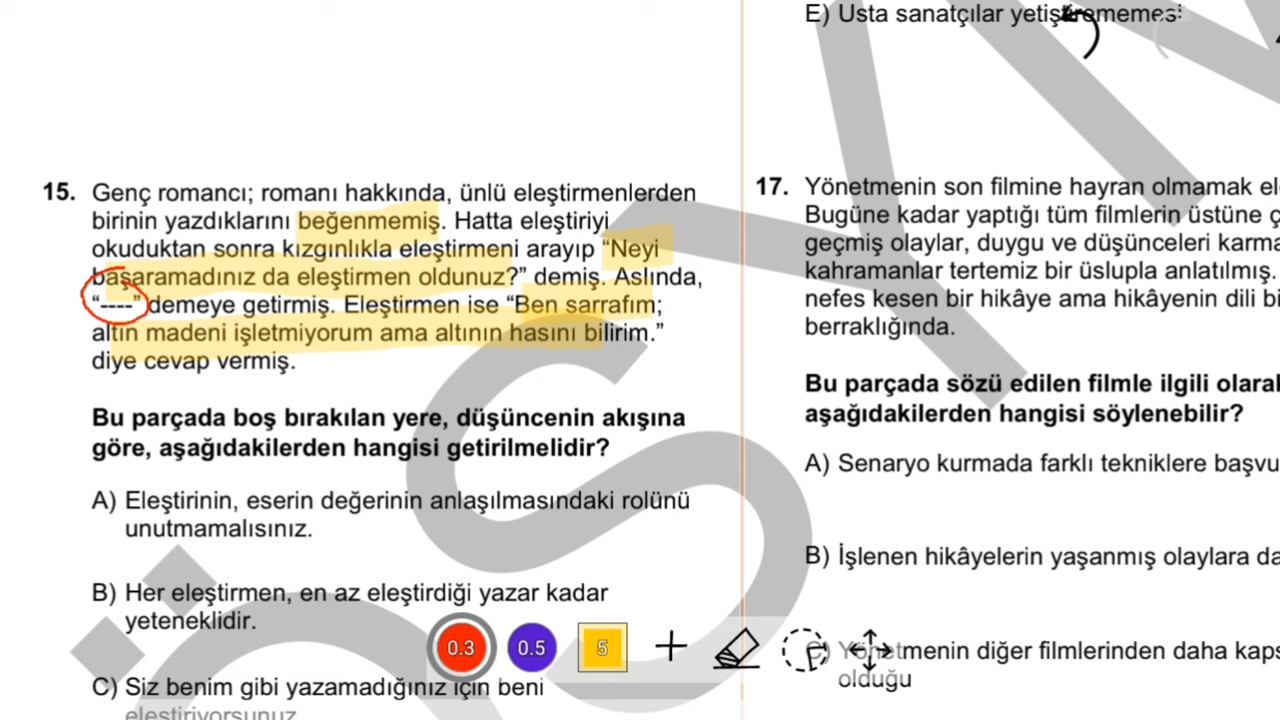 15. Genç romancı; romanı hakkında, ünlü eleştirmenlerden
birinin yazdıklarını beğenmemiş. Hatta eleştiriyi
okuduktan sonra kızgınlıkla eleştirmeni arayıp “Neyi
başaramadınız da eleştirmen oldunuz?” demiş. Aslında,
“----” demeye getirmiş. Eleştirmen ise “Ben sarrafım;
altın madeni işletmiyorum ama altının hasını bilirim.”
diye cevap vermiş.
Bu parçada boş bırakılan yere, düşüncenin akışına
göre, aşağıdakilerden hangisi getirilmelidir?
A) Eleştirinin, eserin değerinin anlaşılmasındaki rolünü
unutmamalısınız.
B) Her eleştirmen, en az eleştirdiği yazar kadar
yeteneklidir.
C) Siz benim gibi yazamadığınız için beni
eleştiriyorsunuz
E) Usta sanatçılar yetiştirememesi
17. Yönetmenin son filmine hayran olmamak el
Bugüne kadar yaptığı tüm filmlerin üstüne ç
geçmiş olaylar, duygu ve düşünceleri karma
kahramanlar tertemiz bir üslupla anlatılmış.
nefes kesen bir hikâye ama hikâyenin dili bi
berraklığında.
Bu parçada sözü edilen filmle ilgili olara
aşağıdakilerden hangisi söylenebilir?
A) Senaryo kurmada farklı tekniklere başvu
B) İşlenen hikâyelerin yaşanmış olaylara da
C) Yönetmenin diğer filmlerinden daha kaps
olduğu
0.3 0.5 5